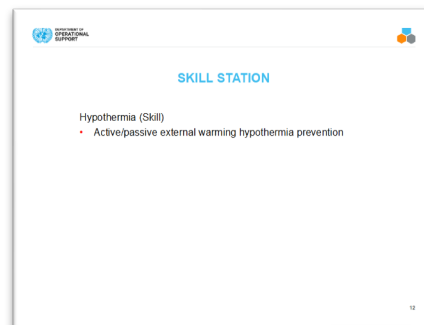 DEPARTMENT OF
OPERATIONAL
SUPPORT
SKILL STATION
Hypothermia (Skill)
• Active/passive external warming hypothermia prevention
12